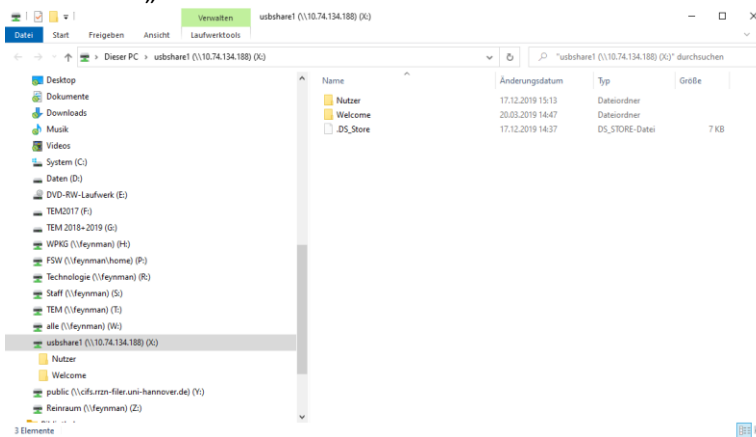 „
Verwalten usbshare1 (\\10.74.134.188) (X:)
Datei Start Freigeben Ansicht Laufwerktools
Dieser PC > usbshare1 (\\10.74.134.188) (X:)
"usbshare1 (\\10.74.134.188) (X:)" durchsuchen
Desktop
Dokumente
Downloads
Musik
Videos
System (C:)
Daten (D:)
DVD-RW-Laufwerk (E:)
TEM2017 (F:)
TEM 2018+2019 (G:)
WPKG (\\feynman) (H:)
FSW (\\feynman\home) (P:)
Technologie (\\feynman) (R:)
Staff (\\feynman) (S:)
TEM (\\feynman) (T:)
alle (\\feynman) (W:)
usbshare1 (\\10.74.134.188) (X:)
Nutzer
Welcome
public (\\cifs.rrzn-filer.uni-hannover.de) (Y:)
Reinraum (\\feynman) (Z:)
Name Änderungsdatum Typ Größe
Nutzer 17.12.2019 15:13 Dateiordner
Welcome 20.03.2019 14:47 Dateiordner
.DS_Store 17.12.2019 14:37 DS_STORE-Datei 7 KB
3 Elemente